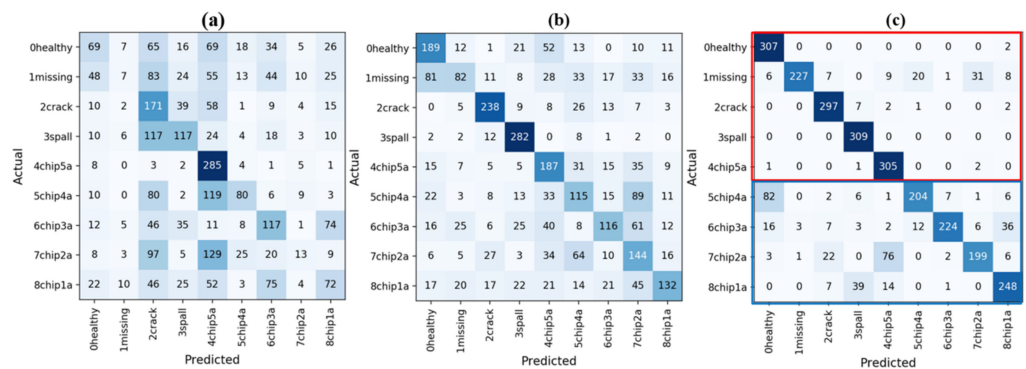 (a)
0healthy 69 7 65 16 69 18 34 5 26
1missing 48 7 83 24 55 13 44 10 25
2crack 10 2 171 39 58 1 9 4 15
3spall 10 6 117 117 24 4 18 3 10
4chip5a 8 0 3 2 285 4 1 5 1
5chip4a 10 0 80 2 119 80 6 9 3
6chip3a 12 5 46 35 11 8 117 1 74
7chip2a 8 3 97 5 129 25 20 13 9
8chip1a 22 10 46 25 52 3 75 4 72
0healthy 1missing 2crack 3spall 4chip5a 5chip4a 6chip3a 7chip2a 8chip1a
Actual
Predicted
(b)
0healthy 189 12 1 21 52 13 0 10 11
1missing 81 82 11 8 28 33 17 33 16
2crack 0 5 238 9 8 26 13 7 3
3spall 2 2 12 282 0 8 1 2 0
4chip5a 15 7 5 5 187 31 15 35 9
5chip4a 22 3 8 13 33 115 15 89 11
6chip3a 16 25 6 25 40 8 116 61 12
7chip2a 6 5 27 3 34 64 10 144 16
8chip1a 17 20 17 22 21 14 21 45 132
0healthy 1missing 2crack 3spall 4chip5a 5chip4a 6chip3a 7chip2a 8chip1a
Actual
Predicted
(c)
0healthy 307 0 0 0 0 0 0 0 2
1missing 6 227 7 0 9 20 1 31 8
2crack 0 0 297 7 2 1 0 0 2
3spall 0 0 0 309 0 0 0 0 0
4chip5a 1 0 0 1 305 0 0 2 0
5chip4a 82 0 2 6 1 204 7 1 6
6chip3a 16 3 7 3 2 12 224 6 36
7chip2a 3 1 22 0 76 0 2 199 6
8chip1a 0 0 7 39 14 0 1 0 248
0healthy 1missing 2crack 3spall 4chip5a 5chip4a 6chip3a 7chip2a 8chip1a
Actual
Predicted